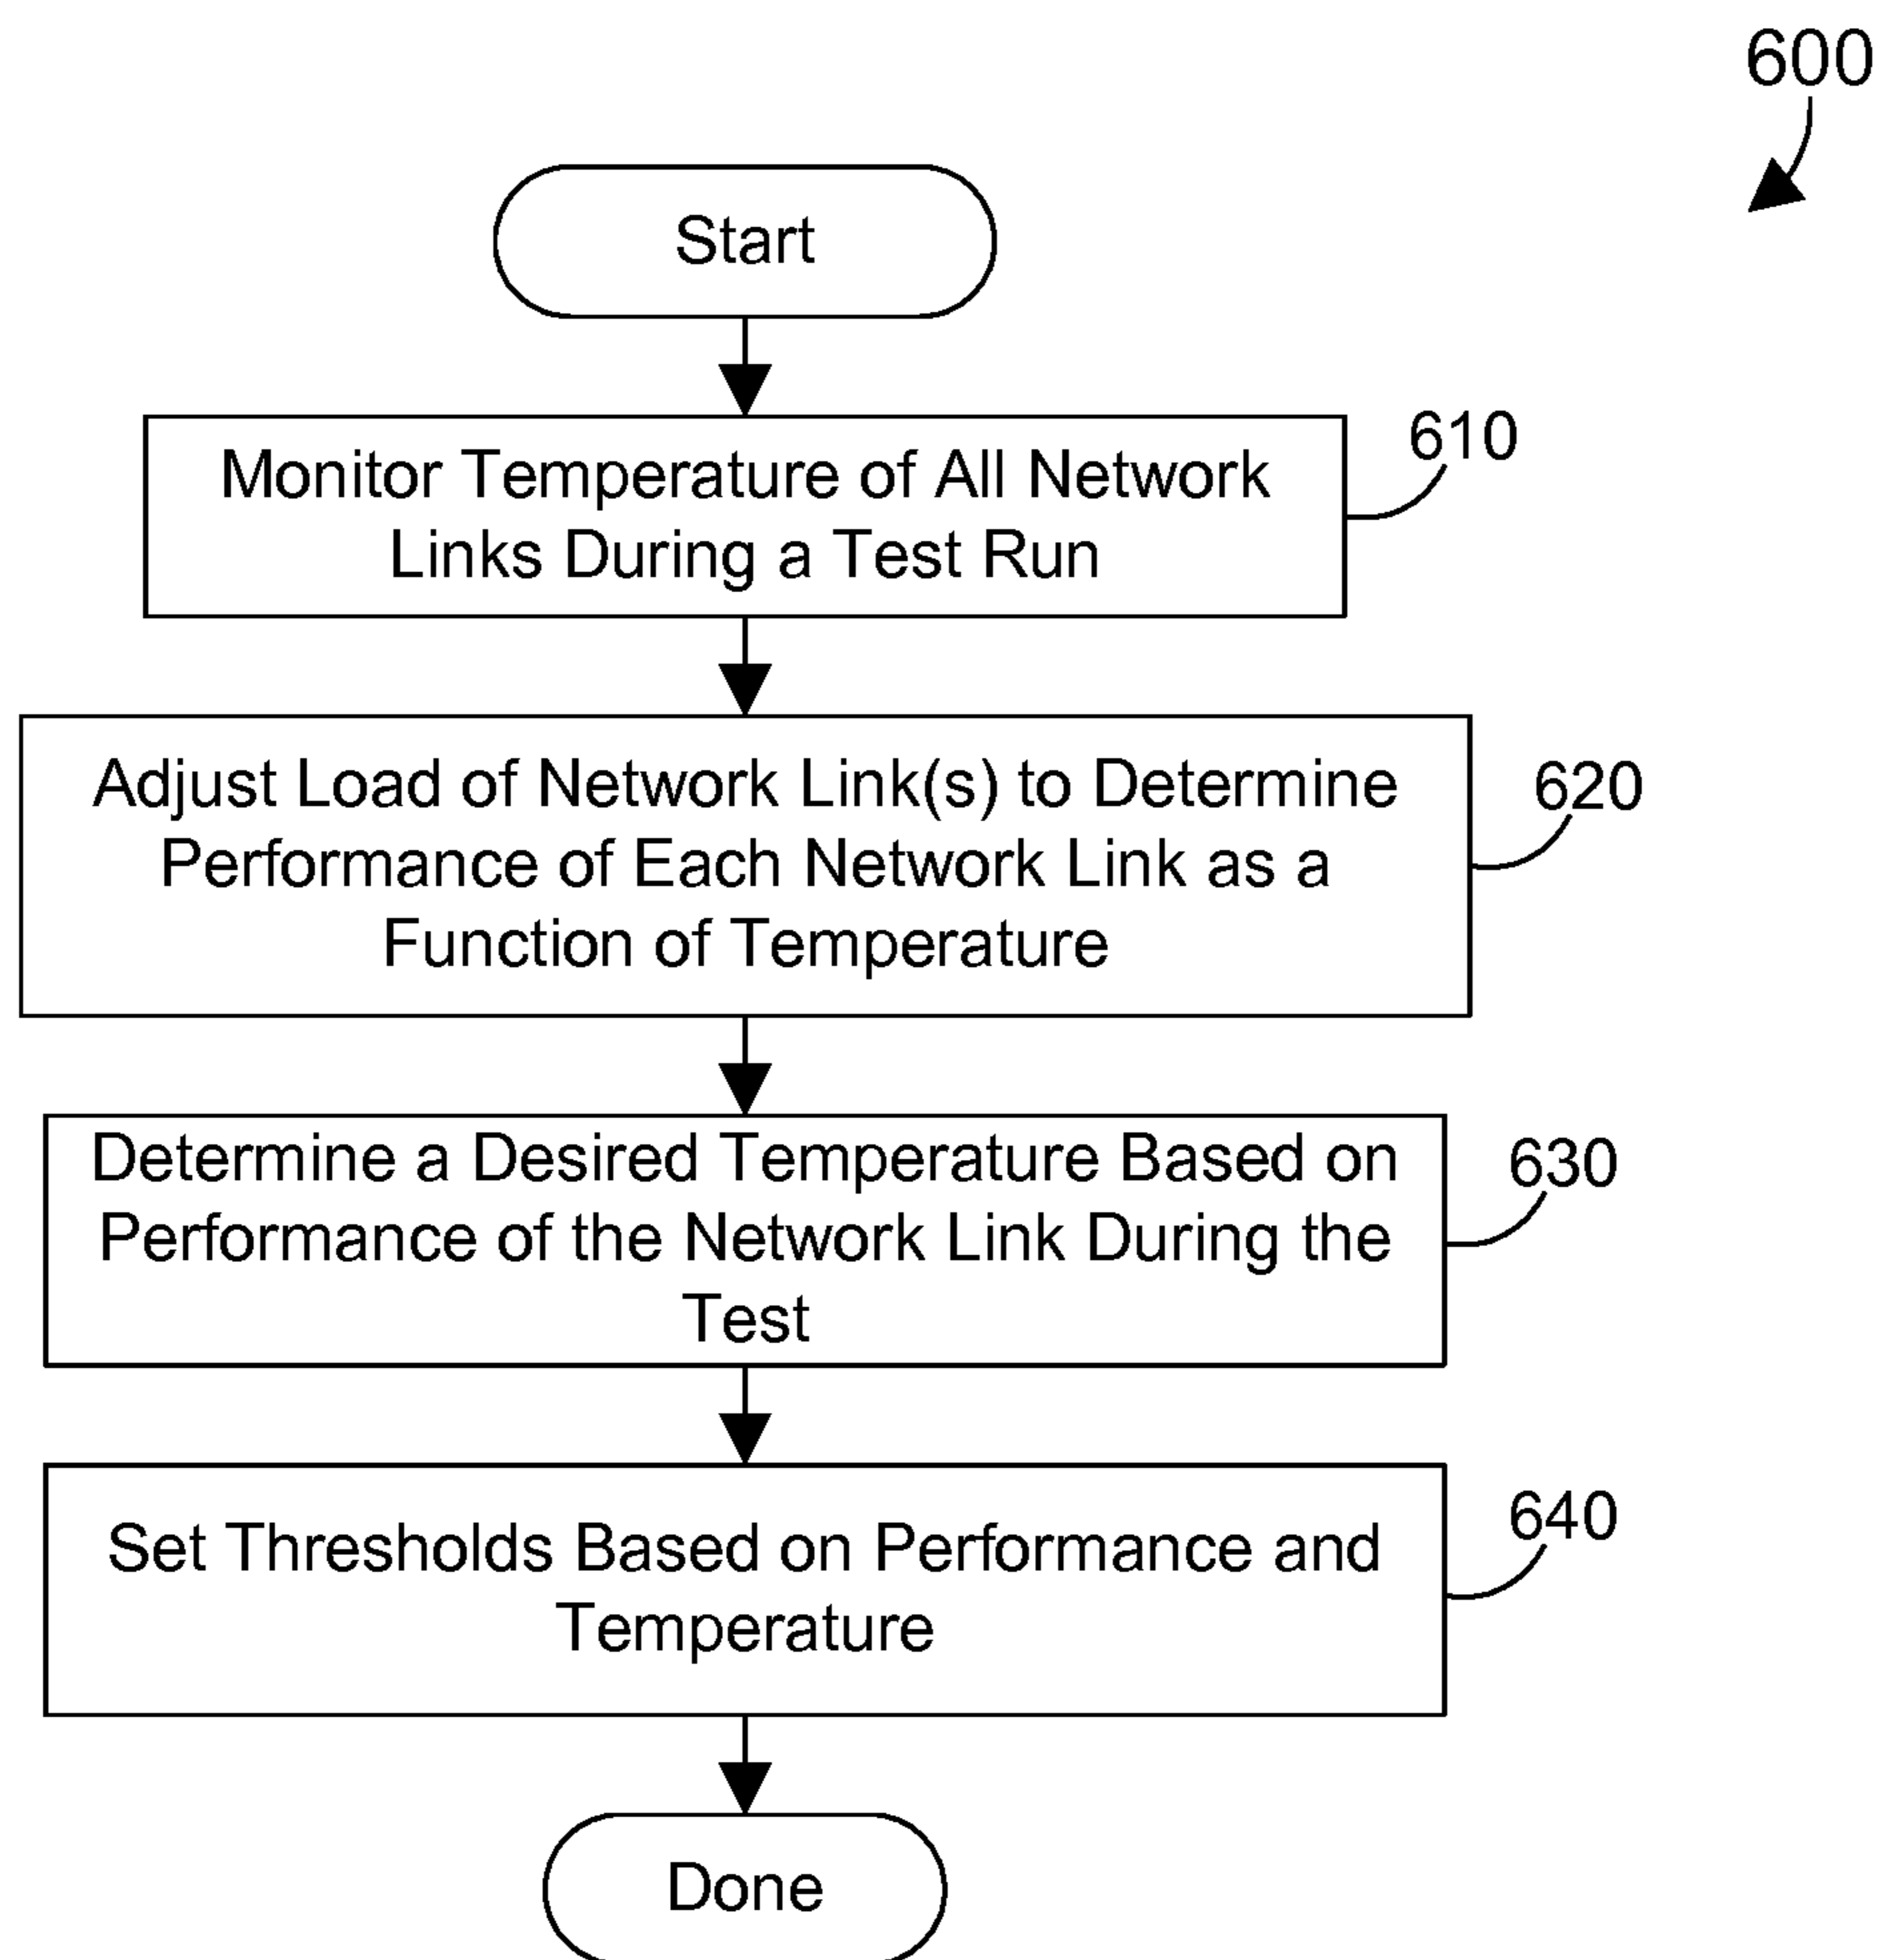 600
Start
Monitor Temperature of All Network
Links During a Test Run
610
Adjust Load of Network Link(s) to Determine
Performance of Each Network Link as a
Function of Temperature
620
Determine a Desired Temperature Based on
Performance of the Network Link During the
Test
630
Set Thresholds Based on Performance and
Temperature
640
Done